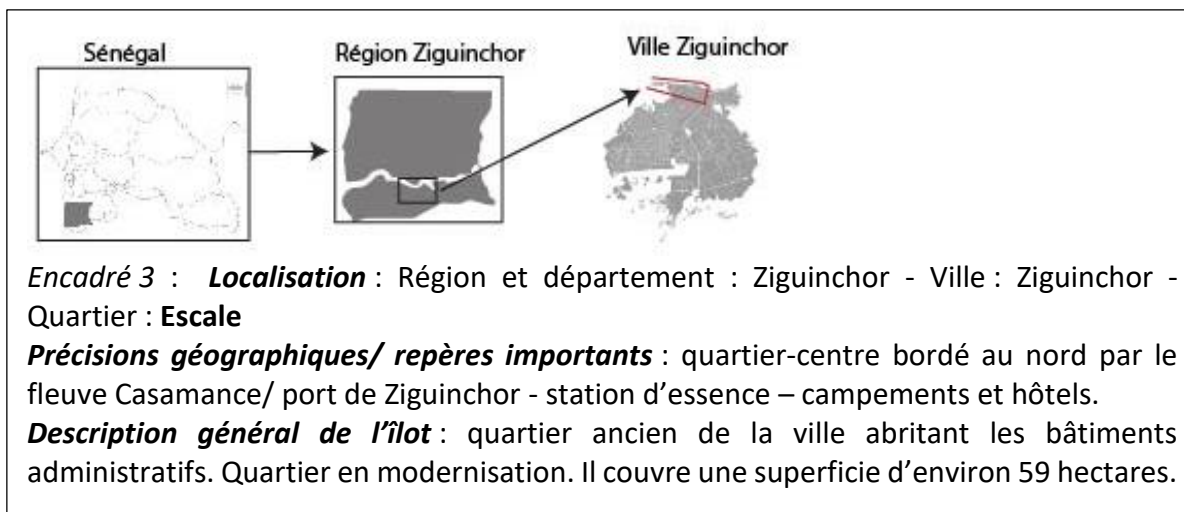 Sénégal
Région Ziguinchor
Ville Ziguinchor
Encadré 3 : Localisation : Région et département : Ziguinchor - Ville : Ziguinchor -
Quartier : Escale
Précisions géographiques/ repères importants : quartier-centre bordé au nord par le
fleuve Casamance/ port de Ziguinchor - station d’essence – campements et hôtels.
Description général de l’îlot : quartier ancien de la ville abritant les bâtiments
administratifs. Quartier en modernisation. Il couvre une superficie d’environ 59 hectares.